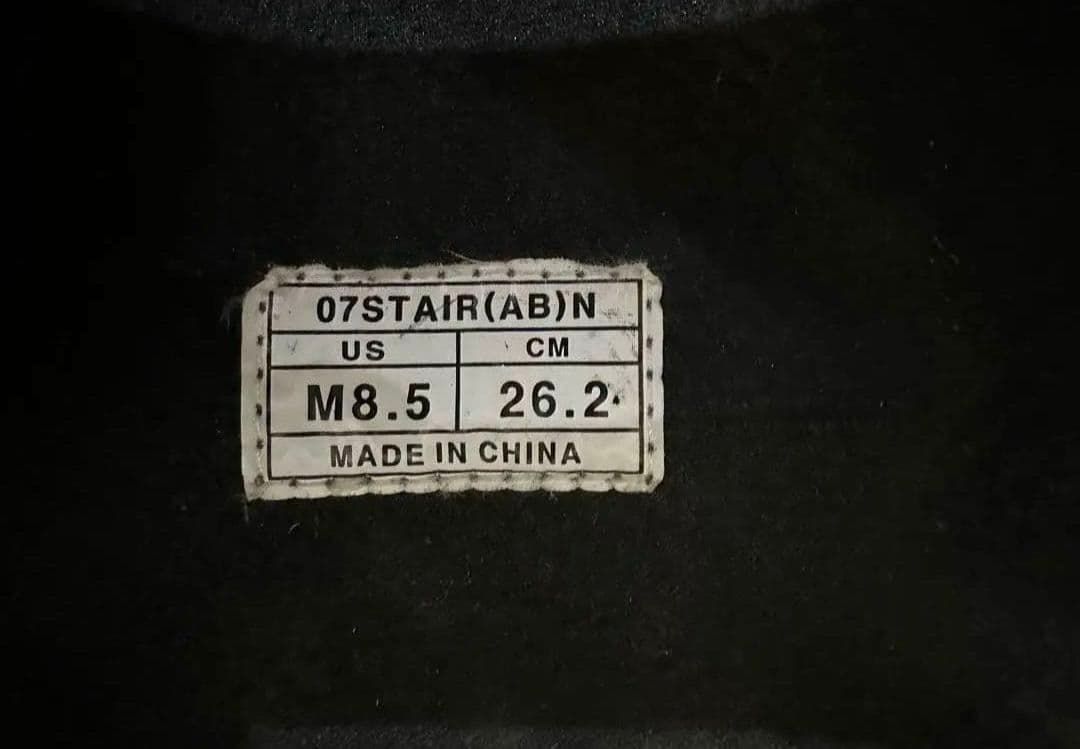 07STAIR(AB)N
US CM
M8.5 26.2
MADE IN CHINA